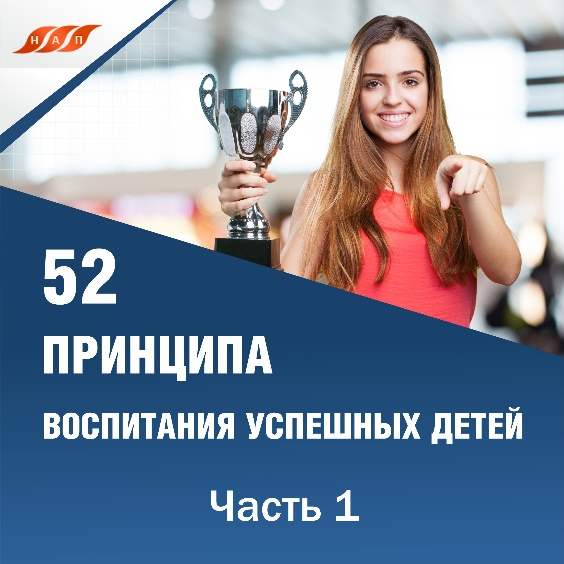 НАП
52
ПРИНЦИПА
ВОСПИТАНИЯ УСПЕШНЫХ ДЕТЕЙ
Часть 1